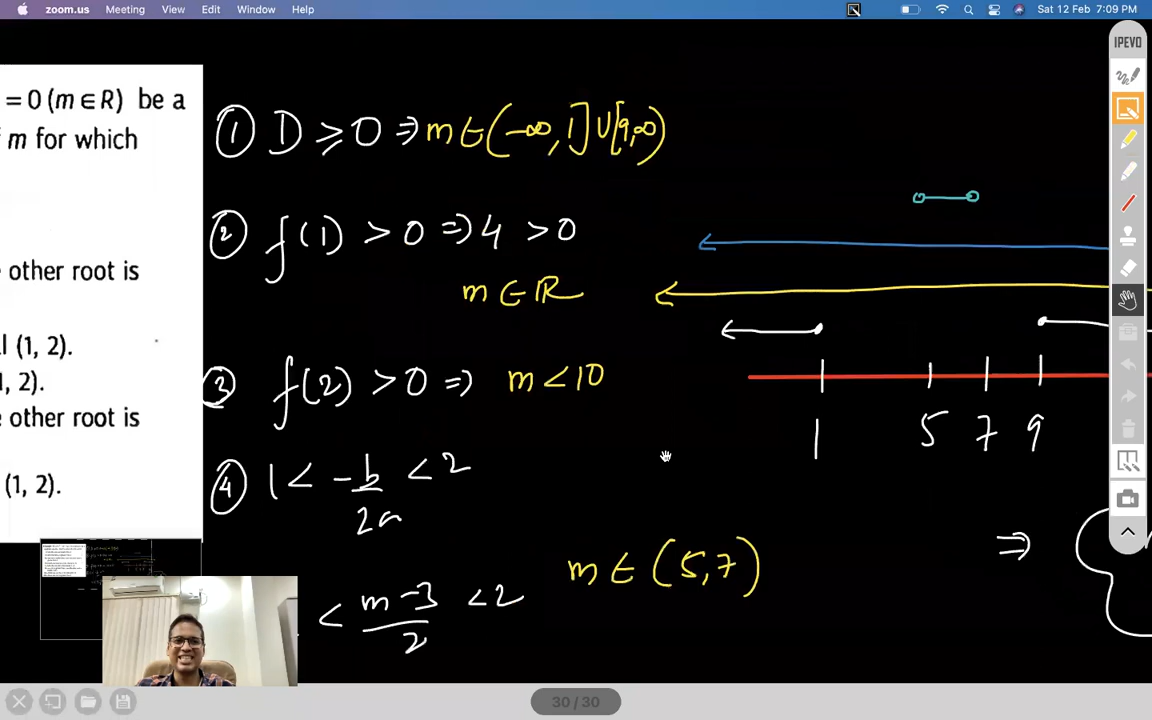 zoom.us Meeting View Edit Window Help Sat 12 Feb 7:09 PM
IPEVO
= 0 (m ∈ R) be a
f m for which
e other root is
l (1, 2).
1, 2).
e other root is
(1, 2).
① D ≥ 0 ⇒ m ∈ (-∞, 1] ∪ [9, ∞)
② f(1) > 0 ⇒ 4 > 0
m ∈ R
③ f(2) > 0 ⇒ m < 10
④ 1 < -b/2a < 2
< m-3/2 < 2
m ∈ (5, 7)
1 5 7 9
⇒
30 / 30